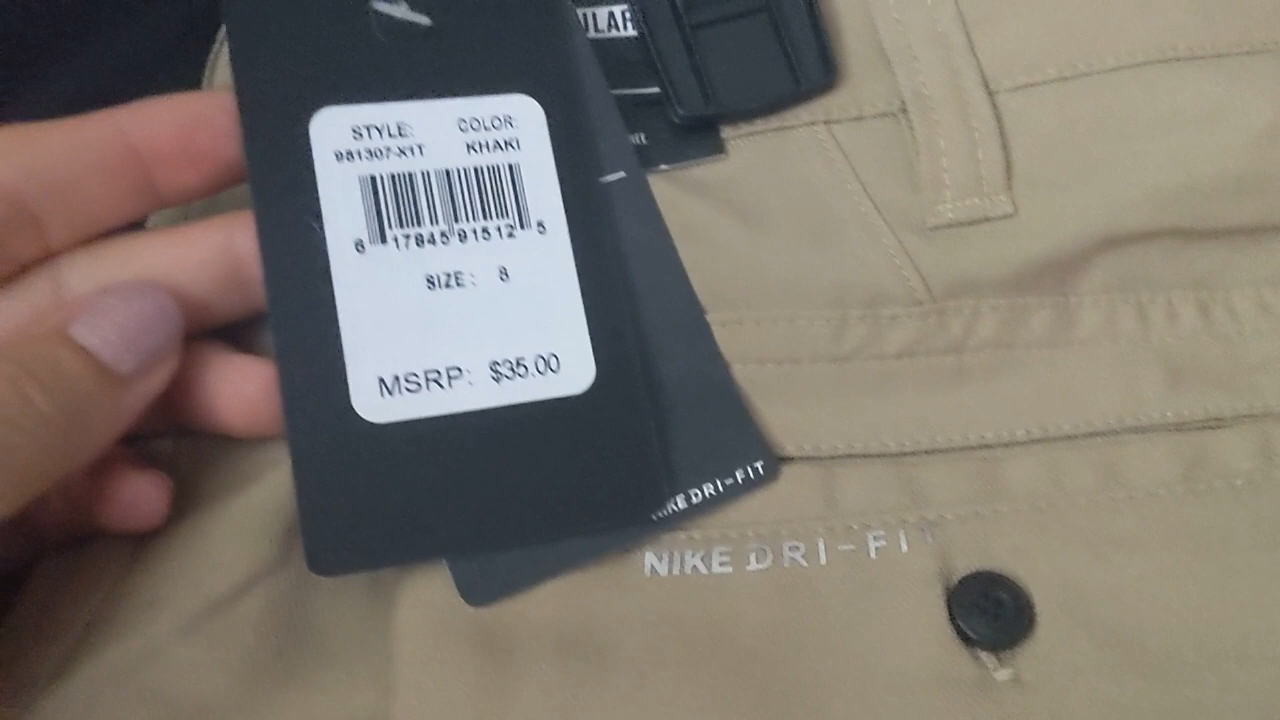 ULAR
STYLE:
COLOR:
981307-X1T
KHAKI
6 17845 91512 5
SIZE: 8
MSRP: $35.00
NIKE DRI-FIT
NIKE DRI-FIT